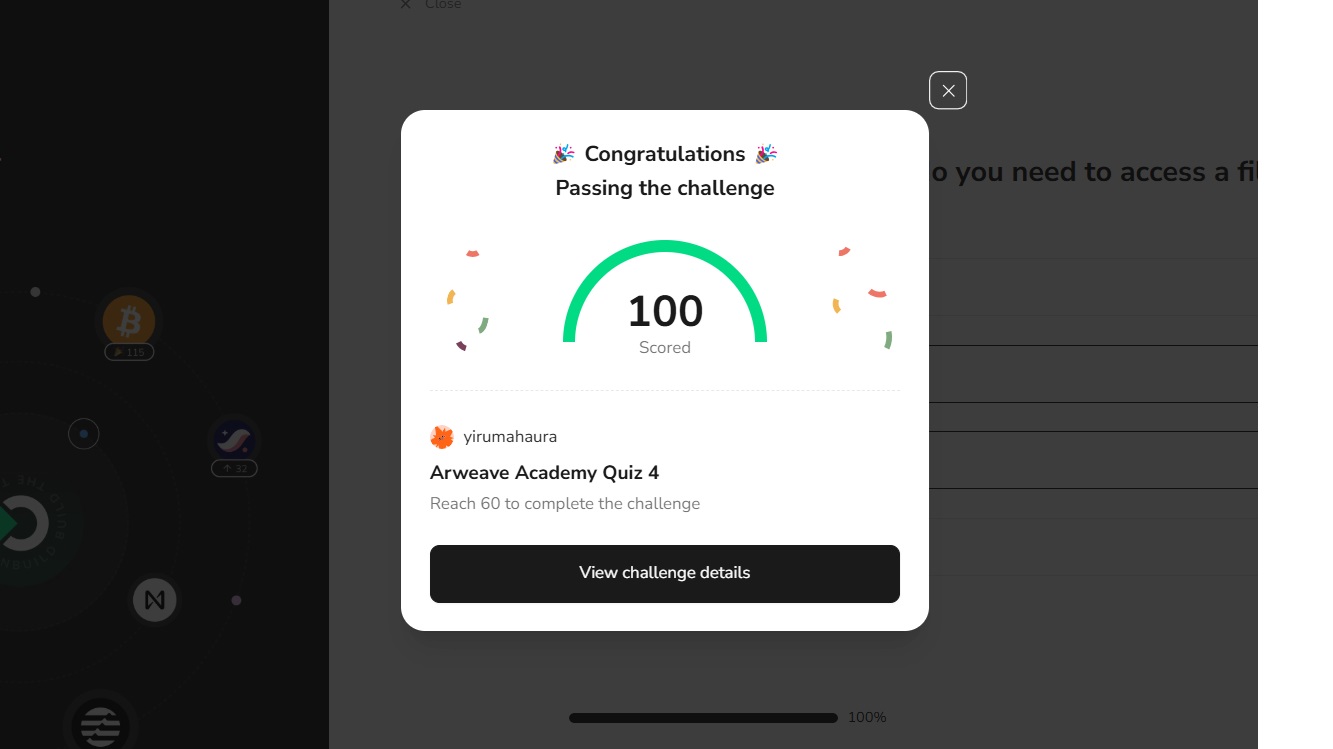 Close
🎉 Congratulations 🎉
Passing the challenge
o you need to access a fil
100
Scored
115
32
yirumahaura
Arweave Academy Quiz 4
Reach 60 to complete the challenge
View challenge details
100%